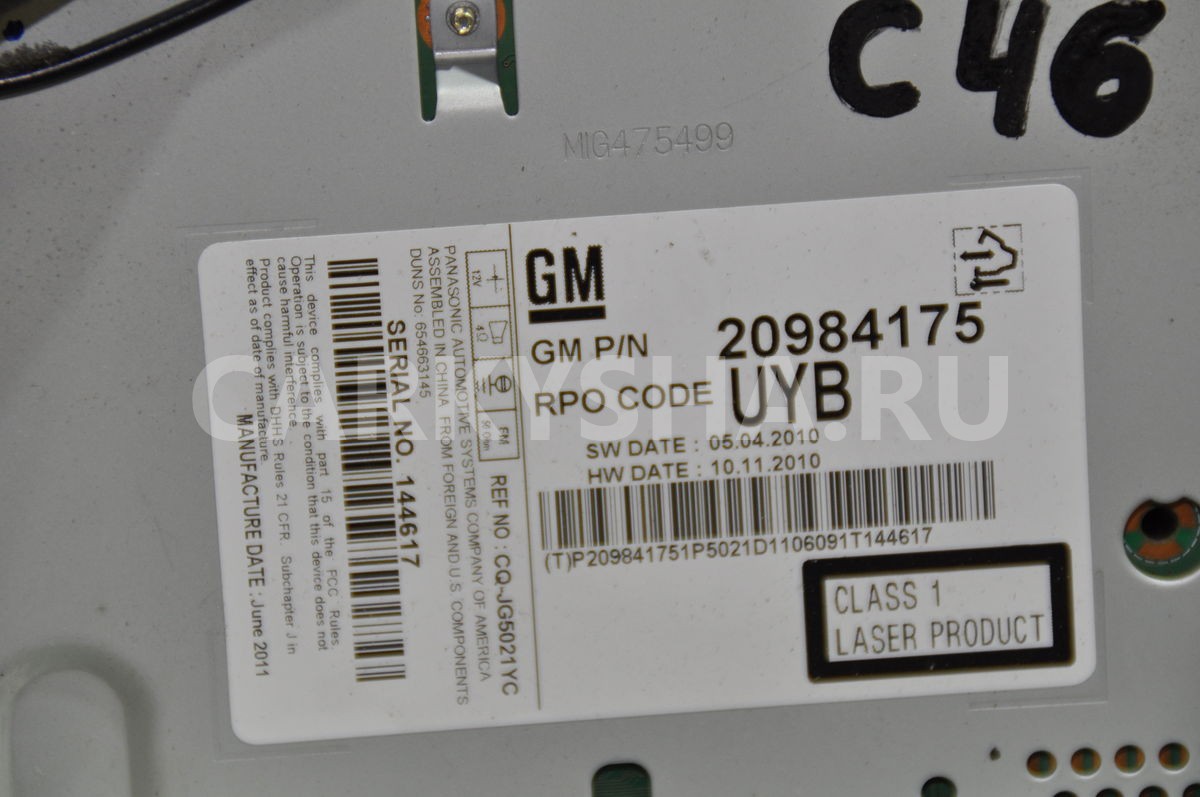 C46
MIG475499
GM
GM P/N 20984175
RPO CODE UYB
SW DATE : 05.04.2010
HW DATE : 10.11.2010
(T)P209841751P5021D1106091T144617
CLASS 1
LASER PRODUCT
12V
4Ω
FM
REF NO : CQ-JG5021YC
PANASONIC AUTOMOTIVE SYSTEMS COMPANY OF AMERICA
ASSEMBLED IN CHINA FROM FOREIGN AND U.S. COMPONENTS
DUNS No: 654663145
SERIAL NO. 144617
This device complies with part 15 of the FCC Rules.
Operation is subject to the condition that this device does not
cause harmful interference.
Product complies with DHHS Rules 21 CFR. Subchapter J in
effect as of date of manufacture.
MANUFACTURE DATE : June 2011
CARKYSHA.RU